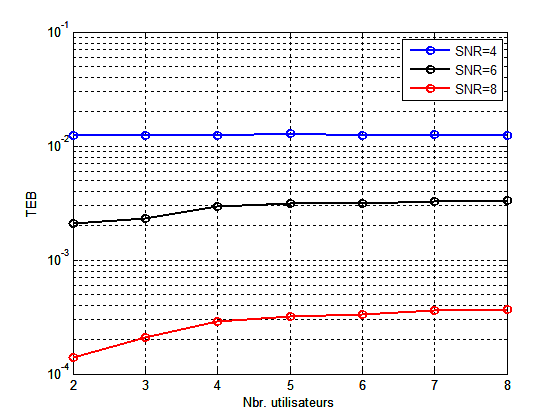 10^-1
SNR=4
SNR=6
SNR=8
10^-2
TEB
10^-3
10^-4
2 3 4 5 6 7 8
Nbr. utilisateurs